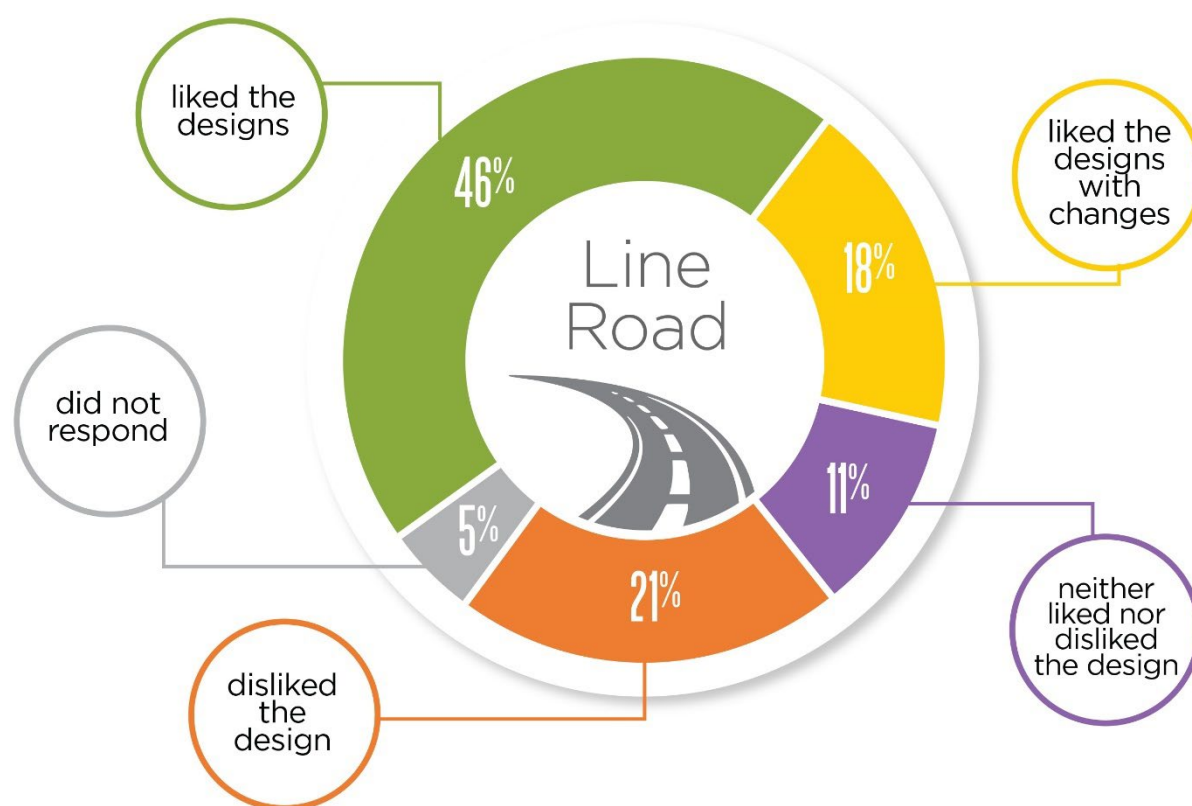 liked the
designs
46%
liked the
designs
with
changes
18%
Line
Road
did not
respond
5%
11%
neither
liked nor
disliked
the design
21%
disliked
the
design